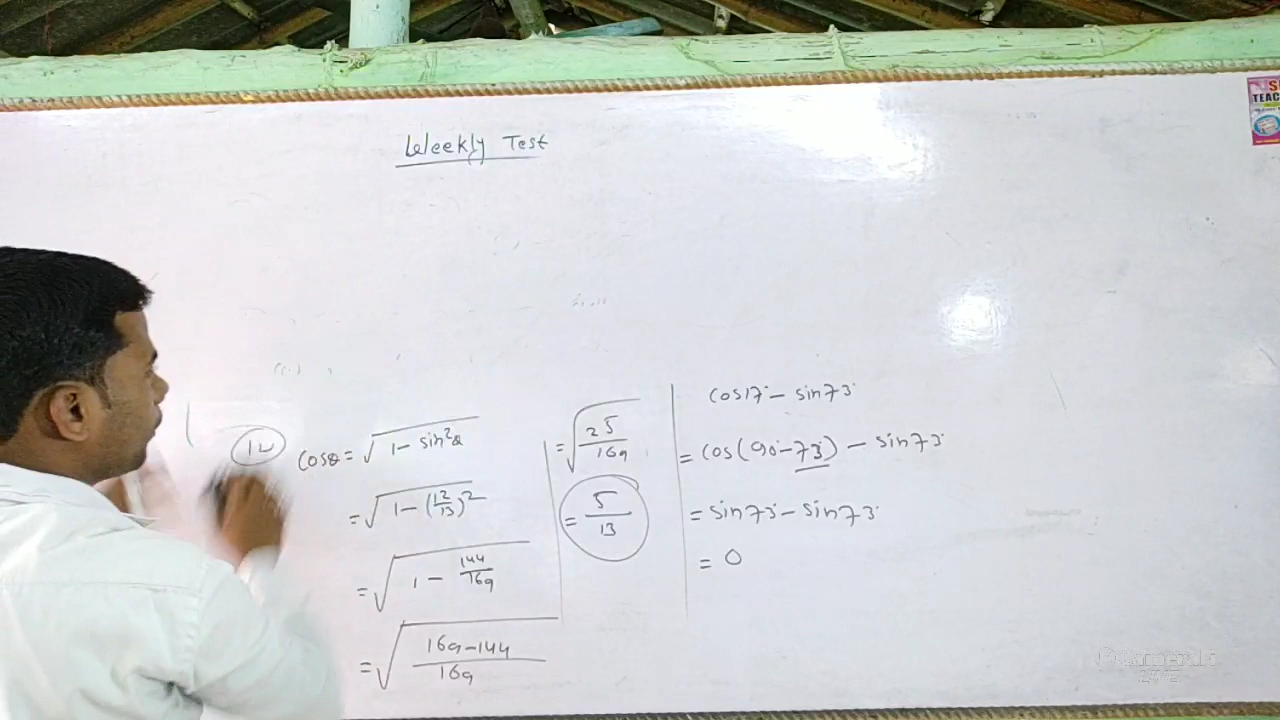 Weekly Test
12
cosθ = √1 - sin²θ
= √1 - (12/13)²
= √1 - 144/169
= √169-144/169
= √25/169
= 5/13
cos17° - sin73°
= cos(90°-73°) - sin73°
= sin73° - sin73°
= 0